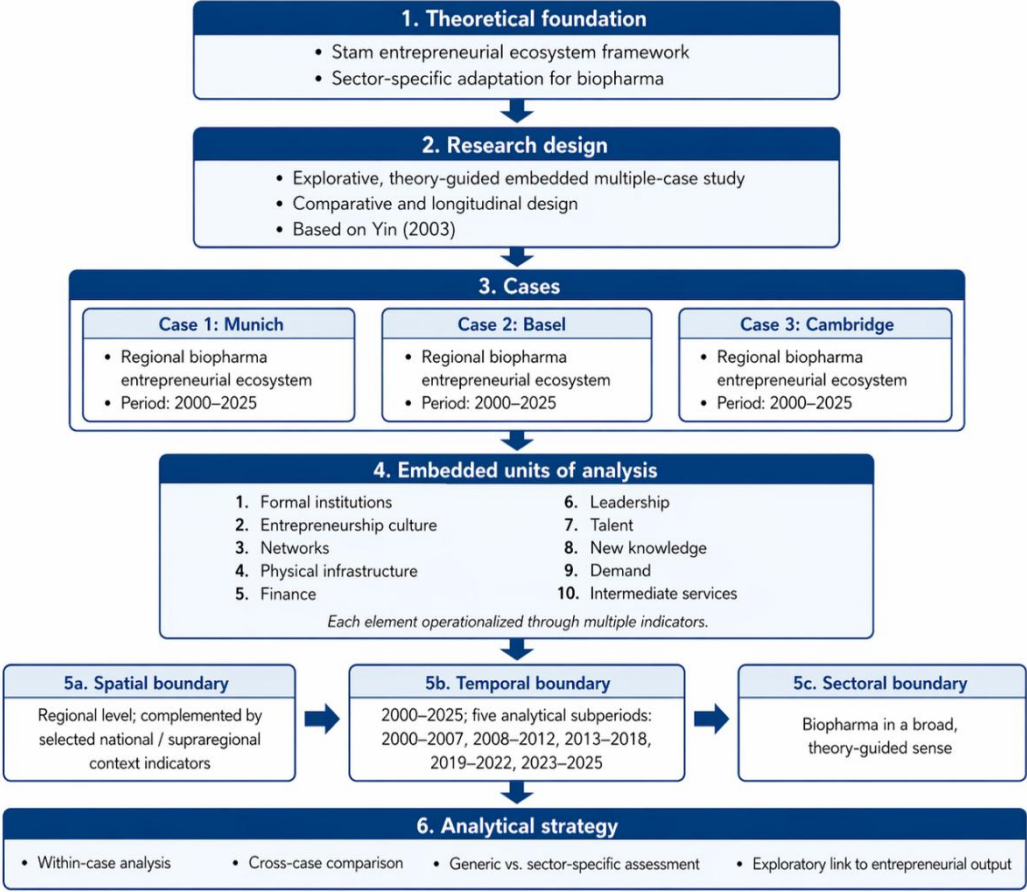 1. Theoretical foundation
• Stam entrepreneurial ecosystem framework
• Sector-specific adaptation for biopharma
2. Research design
• Explorative, theory-guided embedded multiple-case study
• Comparative and longitudinal design
• Based on Yin (2003)
3. Cases
Case 1: Munich
• Regional biopharma
entrepreneurial ecosystem
• Period: 2000–2025
Case 2: Basel
• Regional biopharma
entrepreneurial ecosystem
• Period: 2000–2025
Case 3: Cambridge
• Regional biopharma
entrepreneurial ecosystem
• Period: 2000–2025
4. Embedded units of analysis
1. Formal institutions
2. Entrepreneurship culture
3. Networks
4. Physical infrastructure
5. Finance
6. Leadership
7. Talent
8. New knowledge
9. Demand
10. Intermediate services
Each element operationalized through multiple indicators.
5a. Spatial boundary
Regional level; complemented by
selected national / supraregional
context indicators
5b. Temporal boundary
2000–2025; five analytical subperiods:
2000–2007, 2008–2012, 2013–2018,
2019–2022, 2023–2025
5c. Sectoral boundary
Biopharma in a broad,
theory-guided sense
6. Analytical strategy
• Within-case analysis
• Cross-case comparison
• Generic vs. sector-specific assessment
• Exploratory link to entrepreneurial output